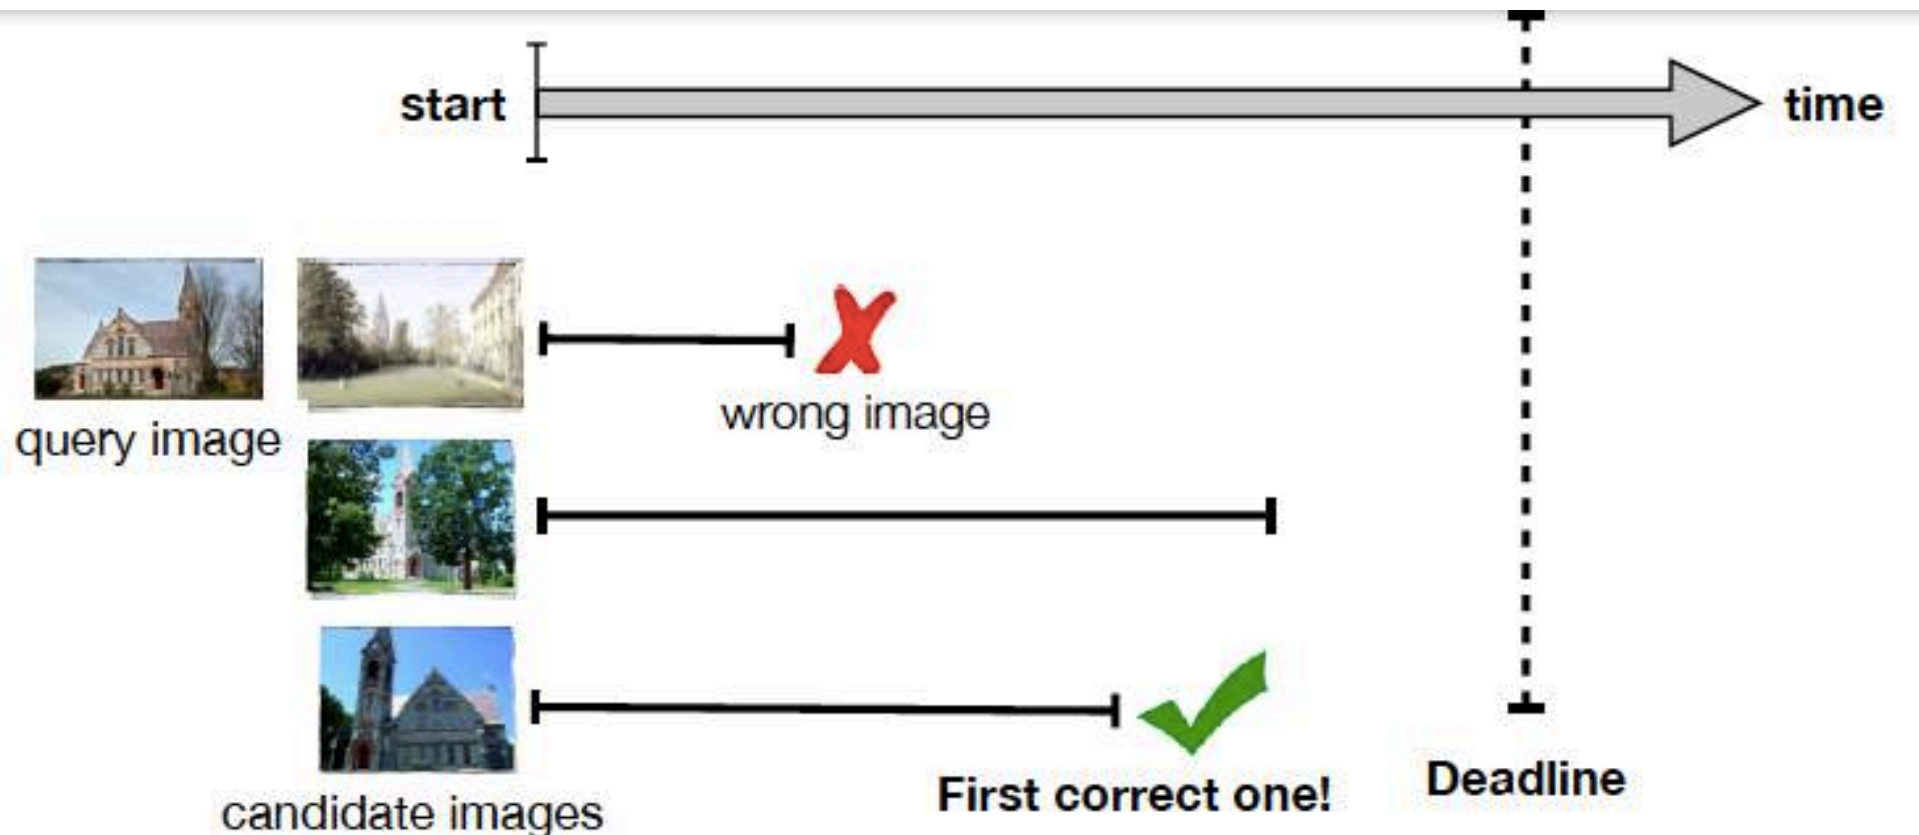 start
time
query image
wrong image
candidate images
First correct one!
Deadline